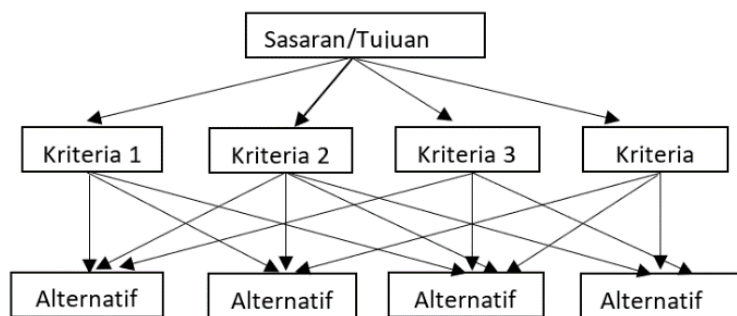 Sasaran/Tujuan
Kriteria 1
Kriteria 2
Kriteria 3
Kriteria
Alternatif
Alternatif
Alternatif
Alternatif